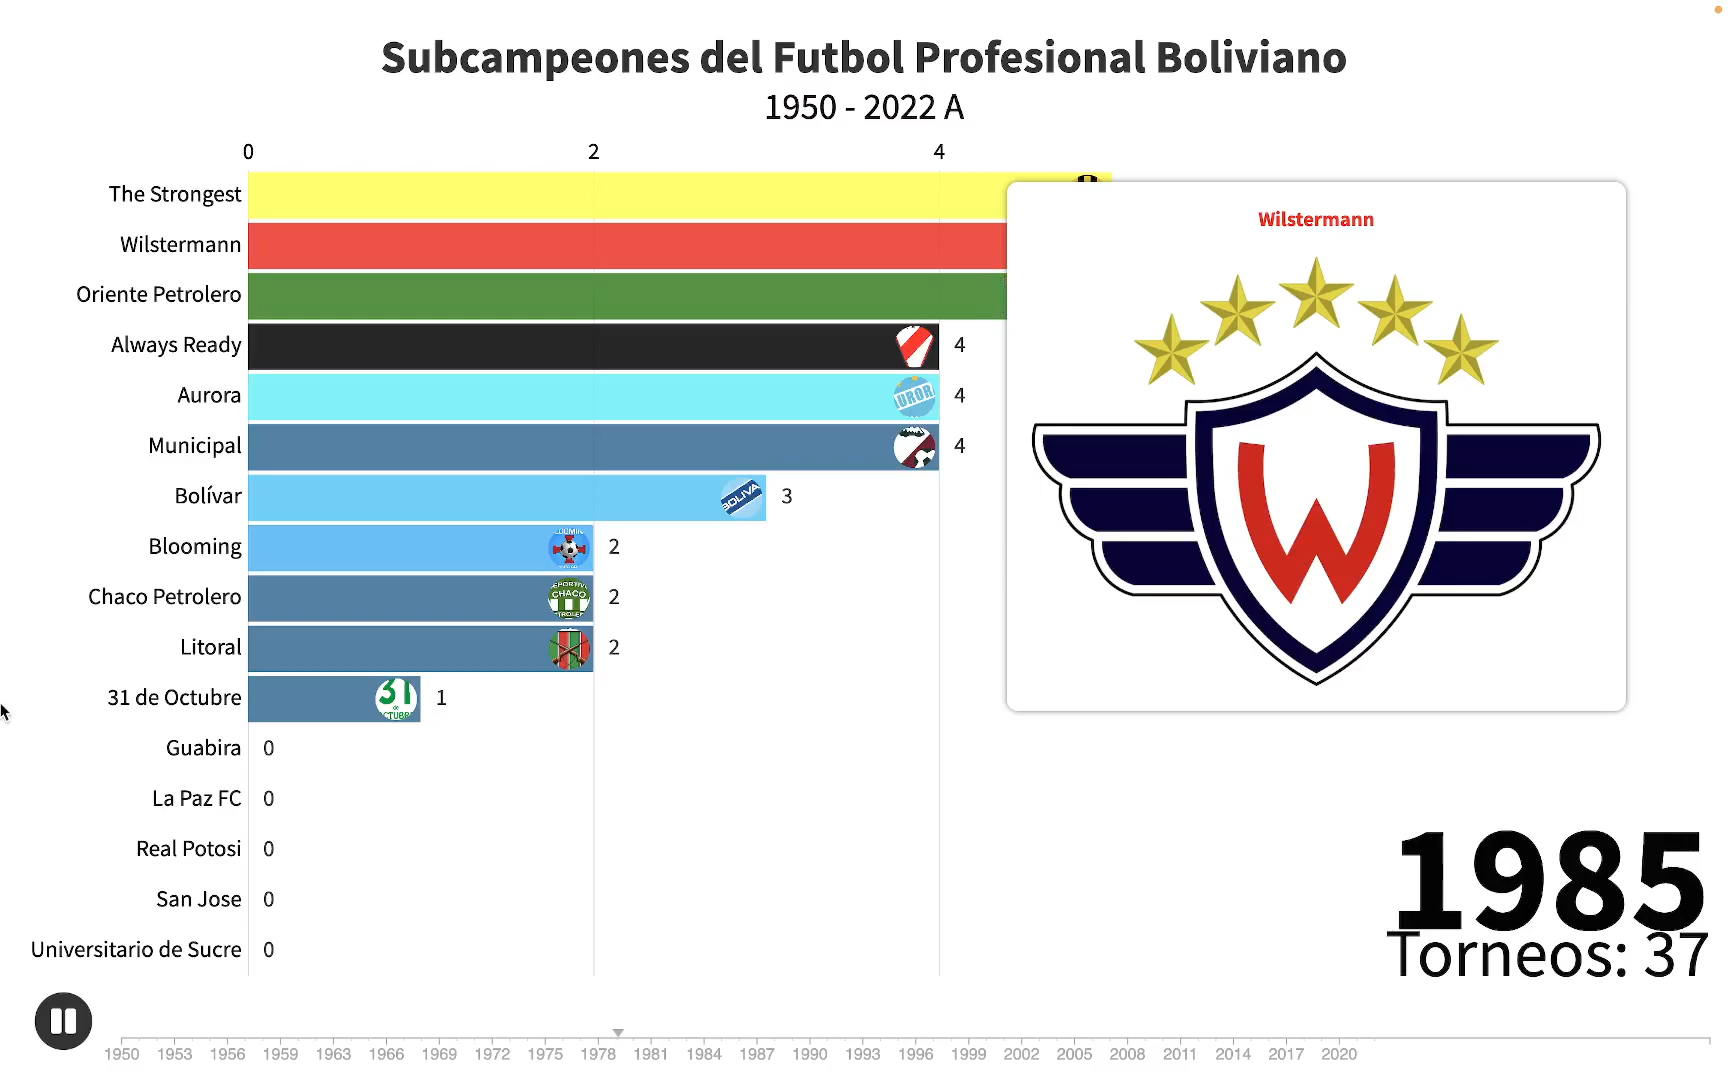 Subcampeones del Futbol Profesional Boliviano
1950 - 2022 A
0 2 4
The Strongest
Wilstermann
Wilstermann
Oriente Petrolero
Always Ready 4
Aurora 4
Municipal 4
Bolívar 3
Blooming 2
Chaco Petrolero CHACO 2
Litoral 2
31 de Octubre 31 de 1
Guabira 0
La Paz FC 0
Real Potosi 0
San Jose 0
Universitario de Sucre 0
W
1985
Torneos: 37
1950 1953 1956 1959 1963 1966 1969 1972 1975 1978 1981 1984 1987 1990 1993 1996 1999 2002 2005 2008 2011 2014 2017 2020